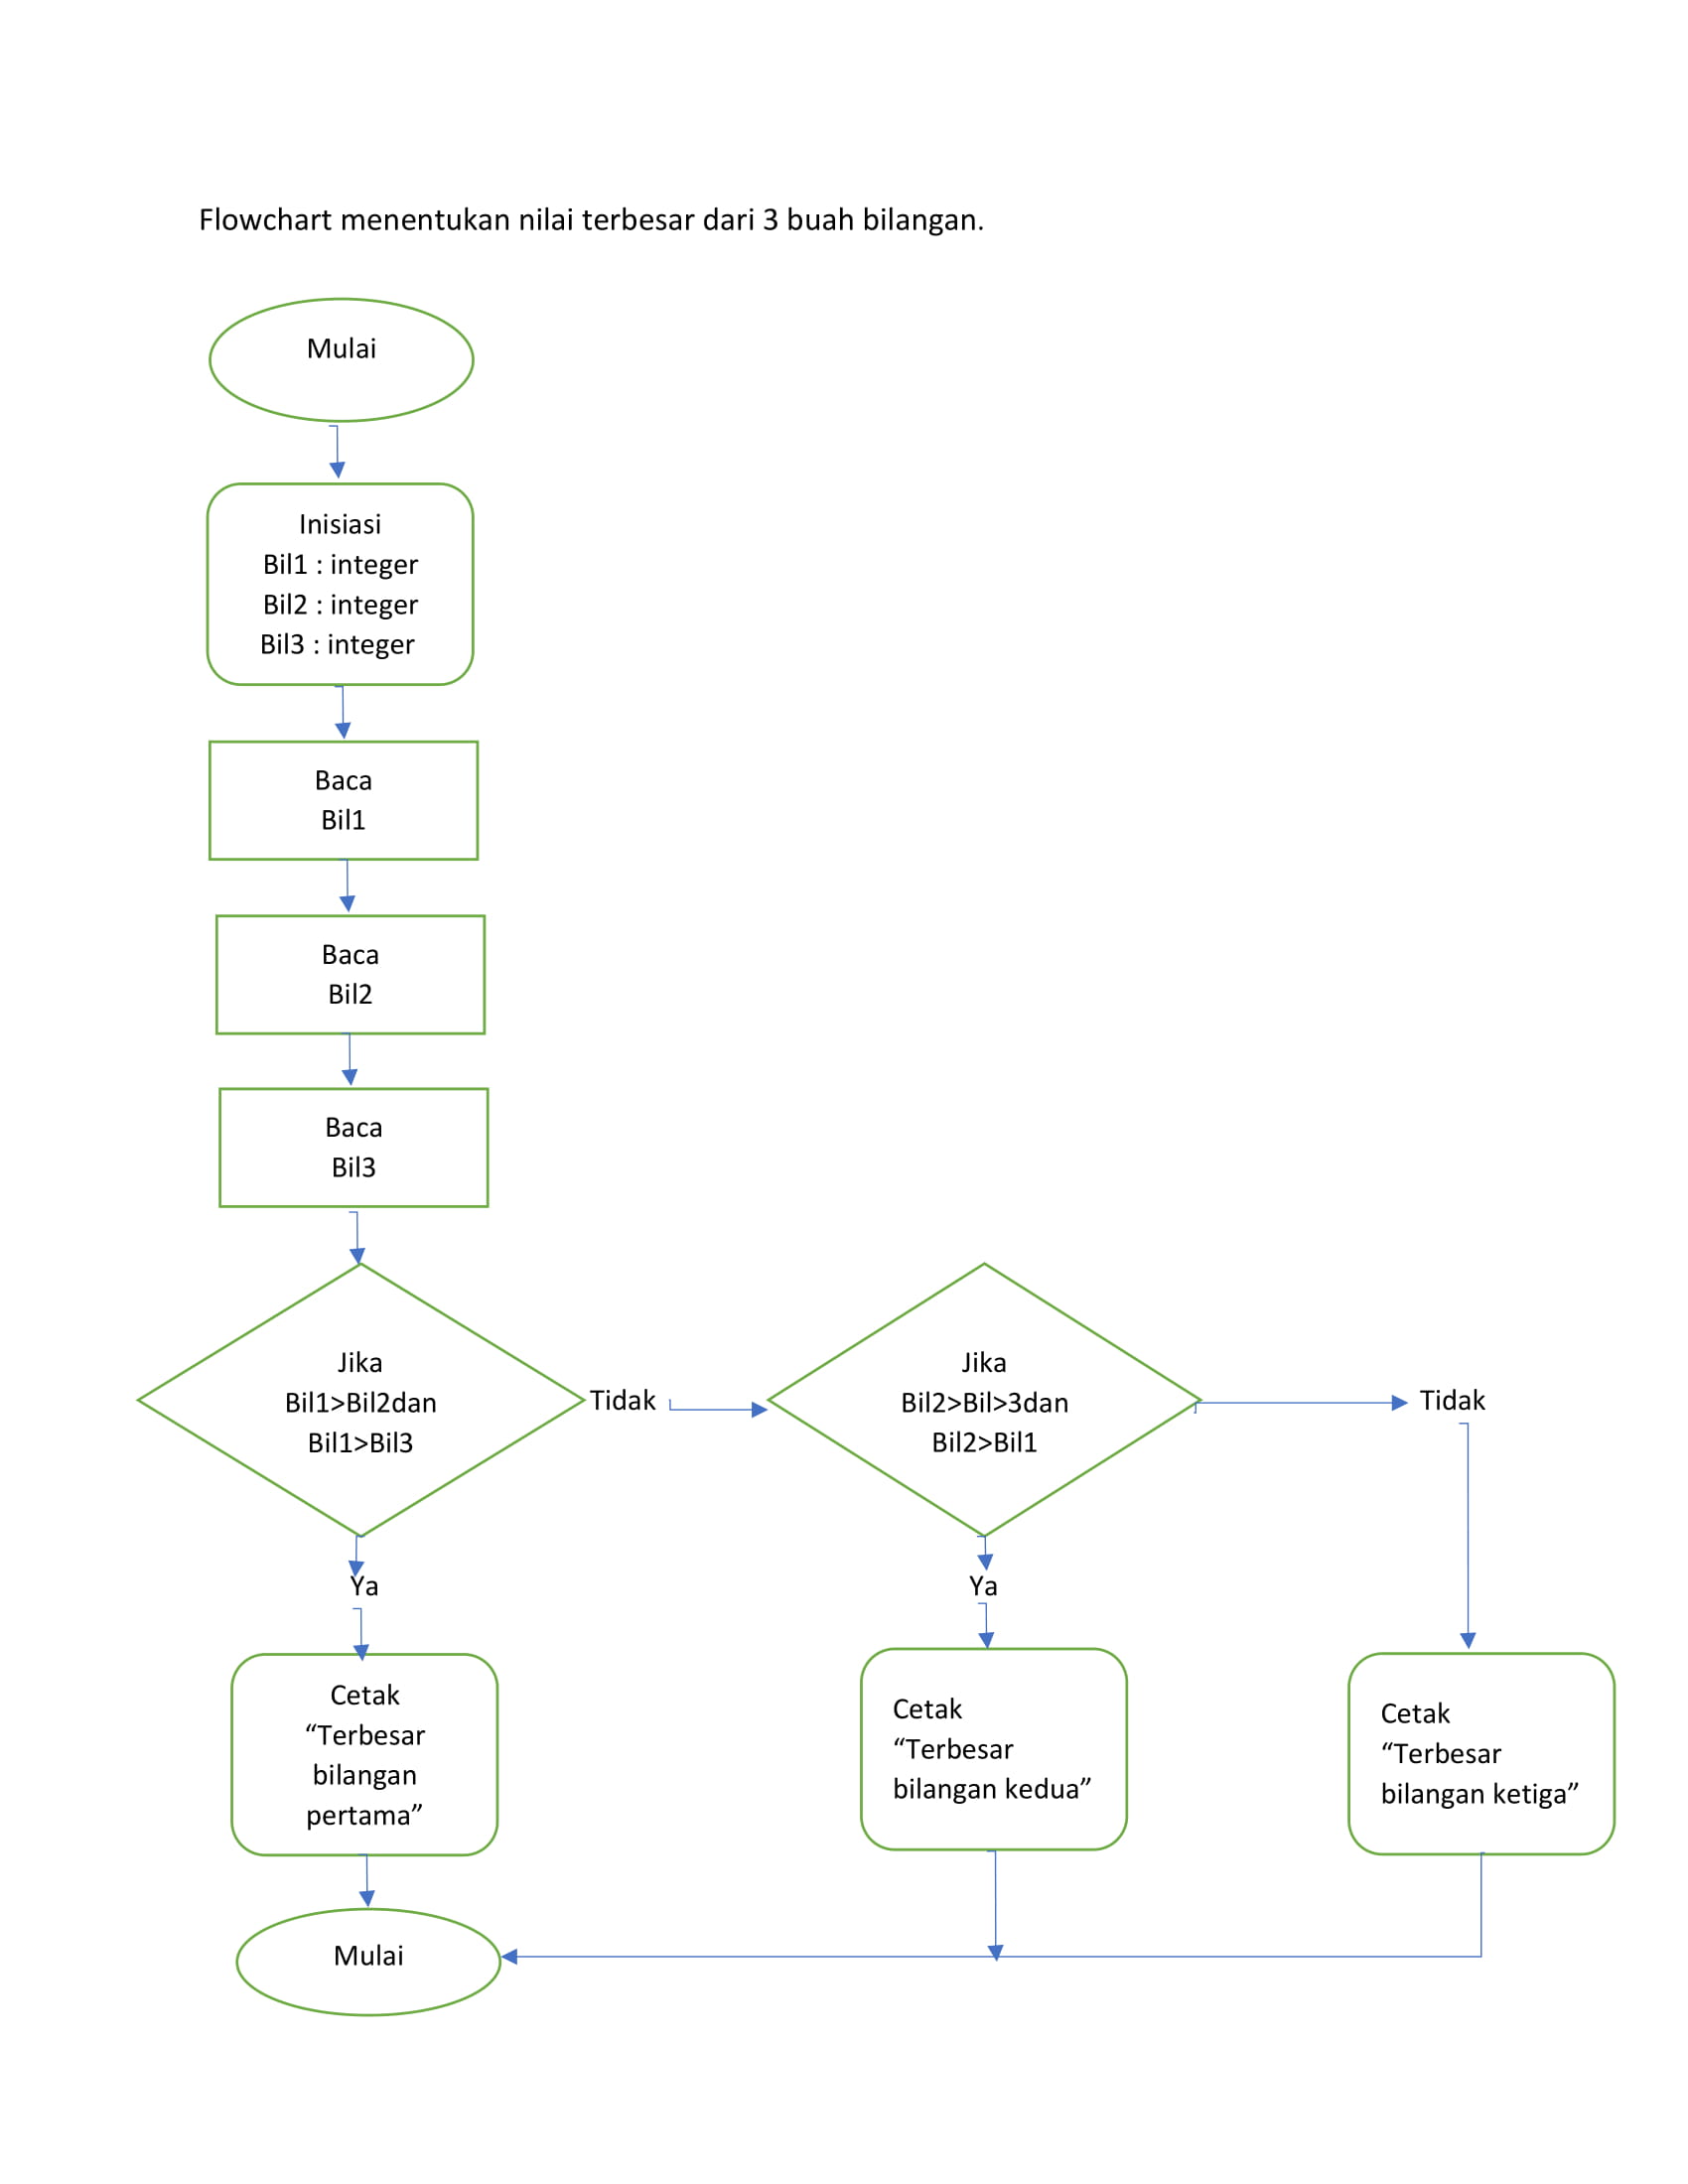 Flowchart menentukan nilai terbesar dari 3 buah bilangan.
Mulai
Inisiasi
Bil1 : integer
Bil2 : integer
Bil3 : integer
Baca
Bil1
Baca
Bil2
Baca
Bil3
Jika
Bil1>Bil2dan
Bil1>Bil3
Tidak
Jika
Bil2>Bil>3dan
Bil2>Bil1
Tidak
Ya
Ya
Cetak
“Terbesar
bilangan
pertama”
Cetak
“Terbesar
bilangan kedua”
Cetak
“Terbesar
bilangan ketiga”
Mulai